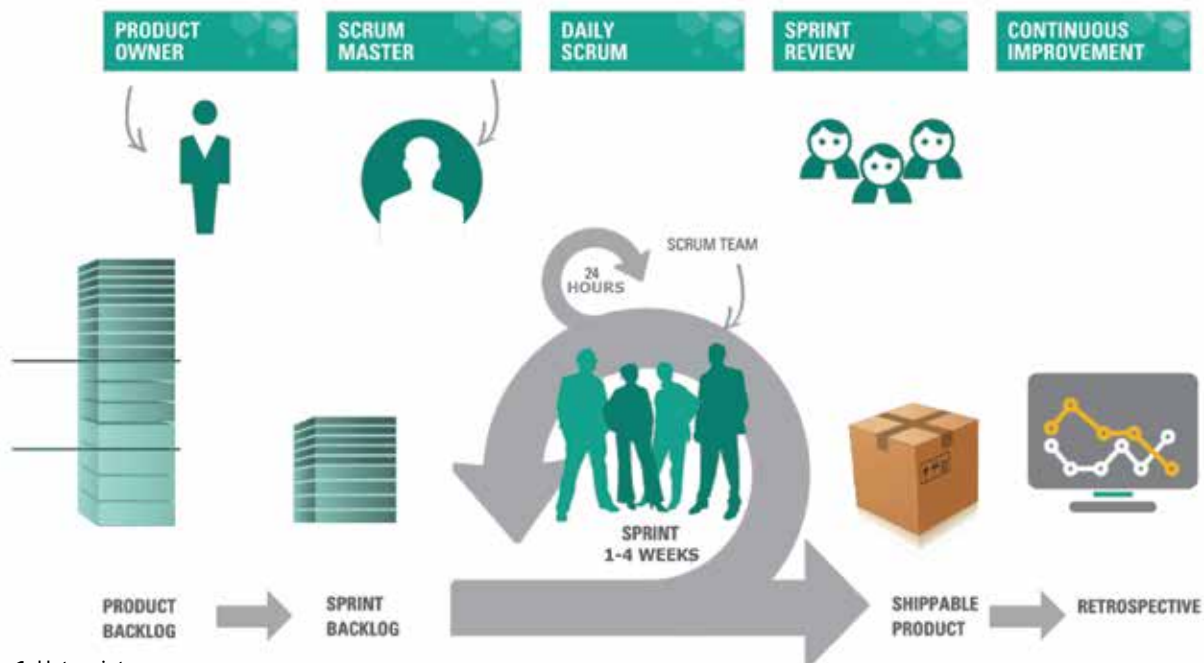 PRODUCT
OWNER
SCRUM
MASTER
DAILY
SCRUM
SPRINT
REVIEW
CONTINUOUS
IMPROVEMENT
SCRUM TEAM
24
HOURS
SPRINT
1-4 WEEKS
PRODUCT
BACKLOG
SPRINT
BACKLOG
SHIPPABLE
PRODUCT
RETROSPECTIVE